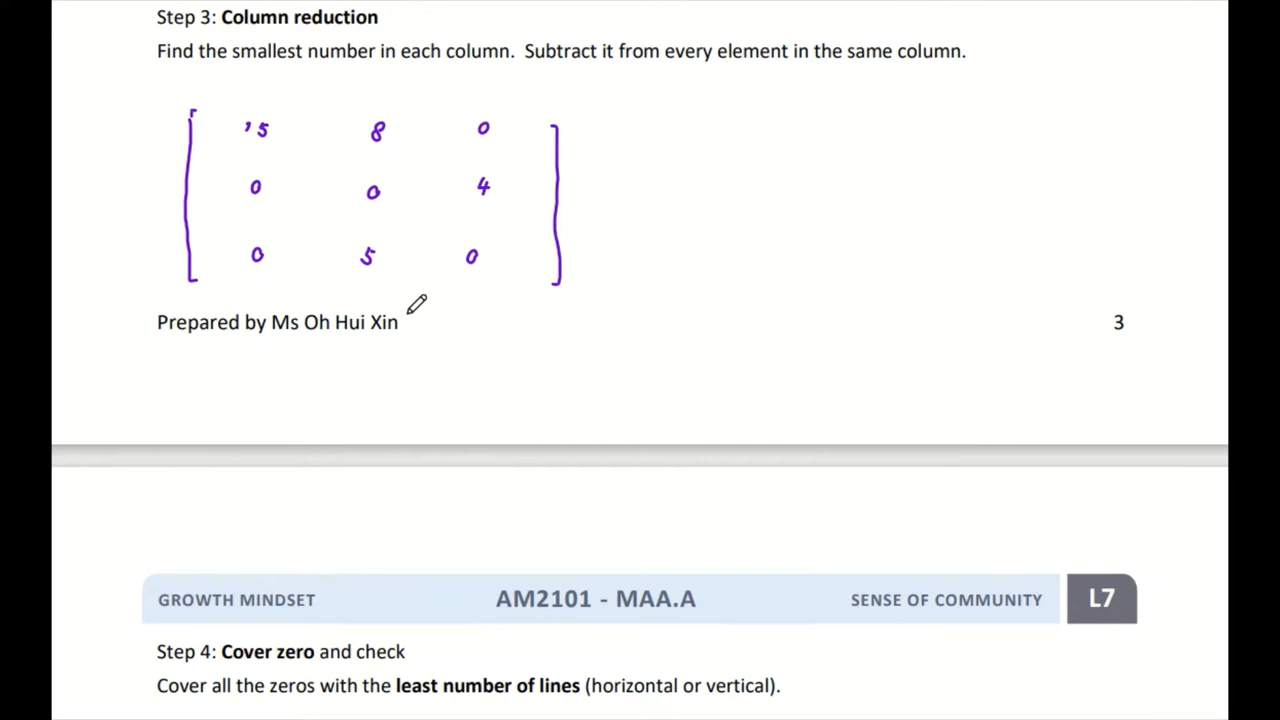 Step 3: Column reduction
Find the smallest number in each column. Subtract it from every element in the same column.
5 8 0
0 0 4
0 5 0
Prepared by Ms Oh Hui Xin 3
GROWTH MINDSET AM2101 - MAA.A SENSE OF COMMUNITY L7
Step 4: Cover zero and check
Cover all the zeros with the least number of lines (horizontal or vertical).